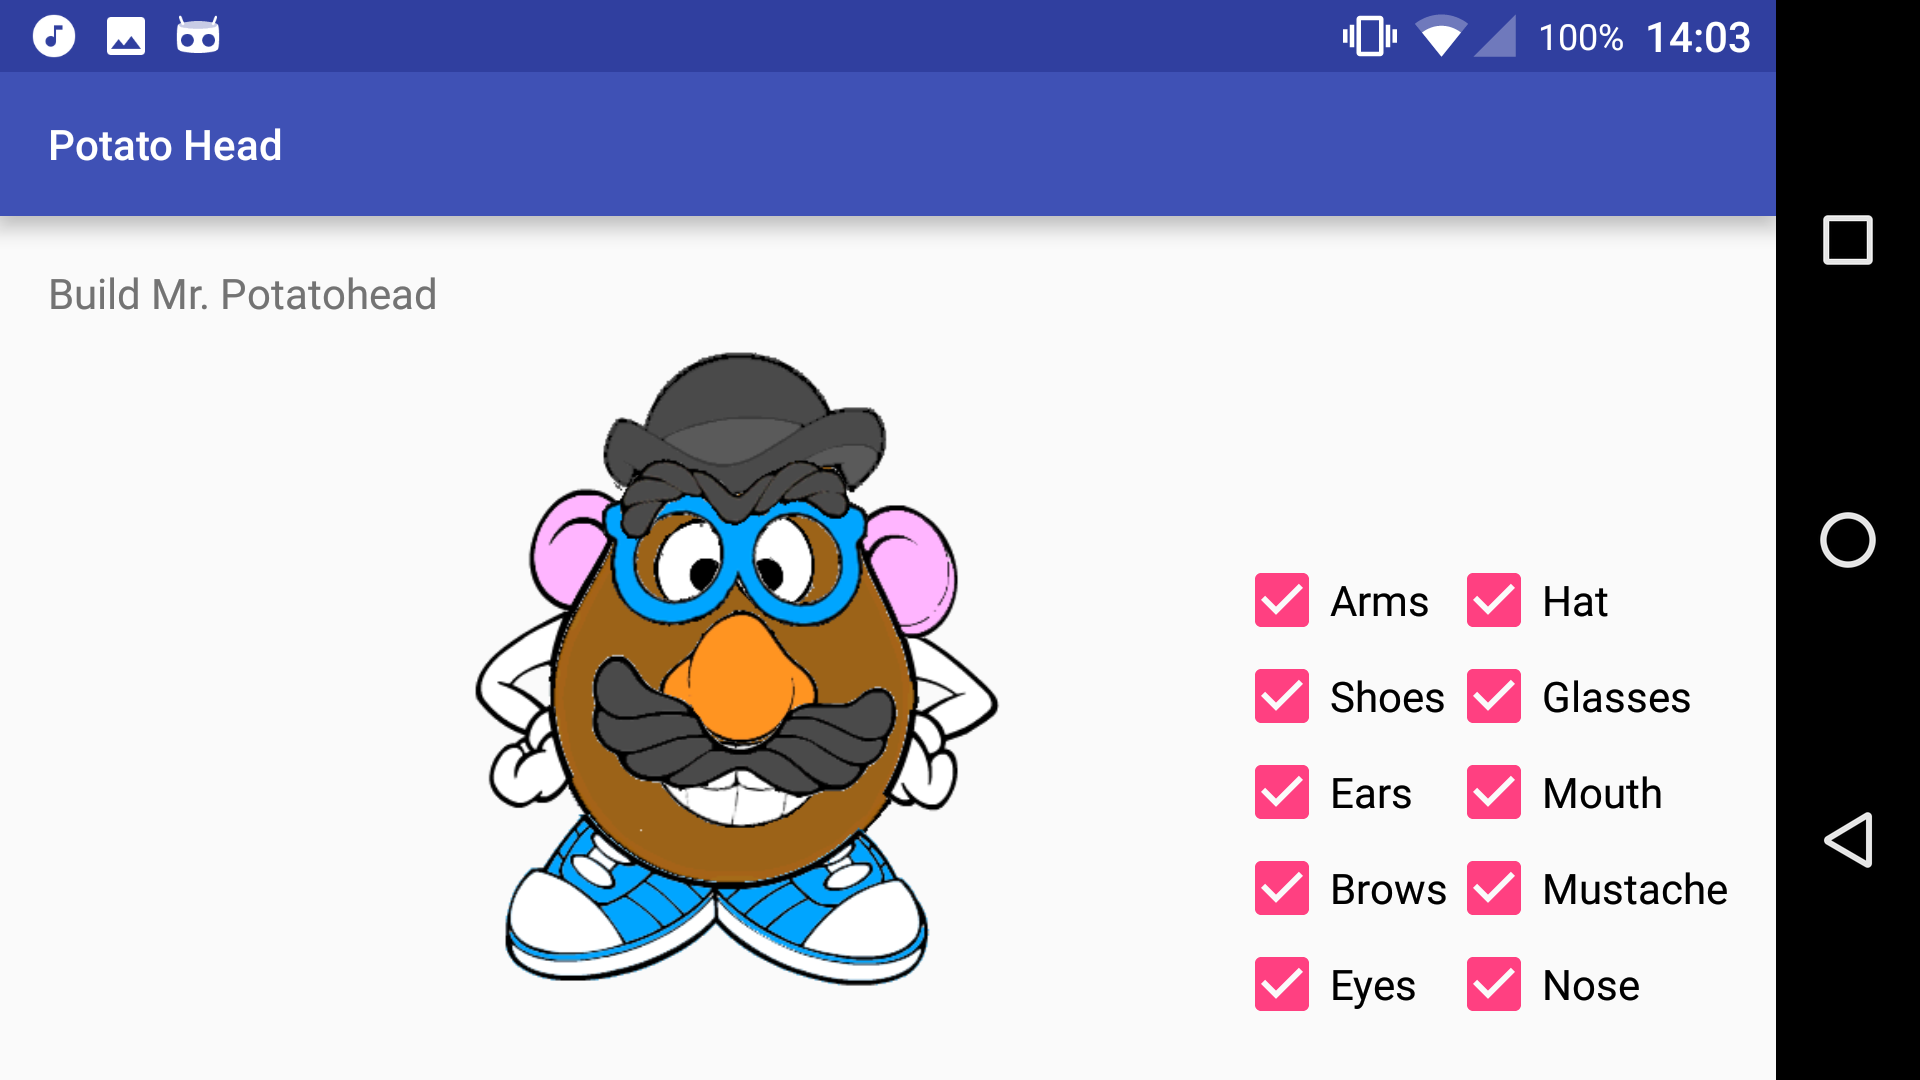 100% 14:03
Potato Head
Build Mr. Potatohead
Arms Hat
Shoes Glasses
Ears Mouth
Brows Mustache
Eyes Nose